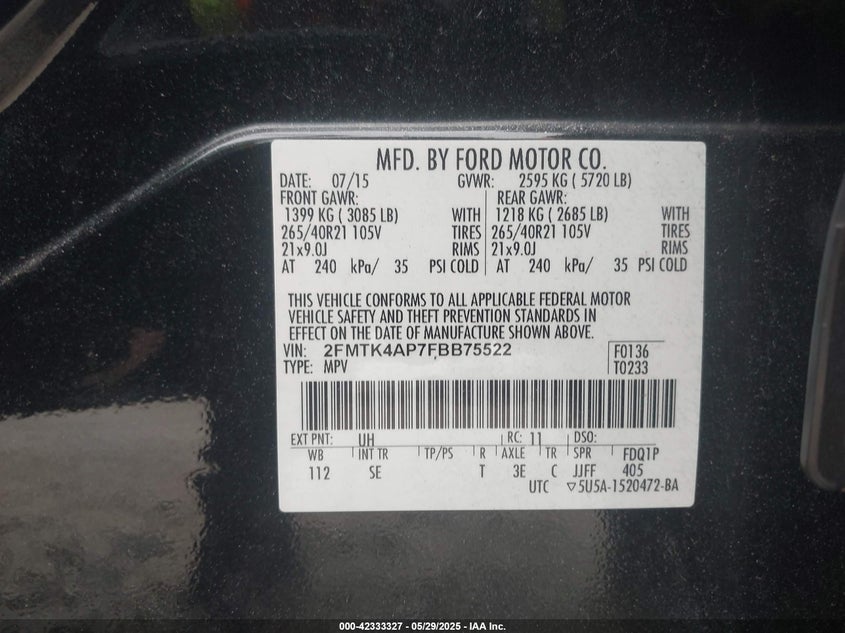 MFD. BY FORD MOTOR CO.
DATE: 07/15 GVWR: 2595 KG ( 5720 LB)
FRONT GAWR: REAR GAWR:
1399 KG ( 3085 LB) WITH 1218 KG ( 2685 LB) WITH
265/40R21 105V TIRES 265/40R21 105V TIRES
21x9.0J RIMS 21x9.0J RIMS
AT 240 kPa/ 35 PSI COLD AT 240 kPa/ 35 PSI COLD
THIS VEHICLE CONFORMS TO ALL APPLICABLE FEDERAL MOTOR
VEHICLE SAFETY AND THEFT PREVENTION STANDARDS IN
EFFECT ON THE DATE OF MANUFACTURE SHOWN ABOVE.
VIN: 2FMTK4AP7FBB75522 F0136
TYPE: MPV T0233
EXT PNT: UH RC: 11 DSO:
WB INT TR TP/PS R AXLE TR SPR FDQ1P
112 SE T 3E C JJFF 405
UTC ▽5U5A-1520472-BA
000-42333327 - 05/29/2025 - IAA Inc.